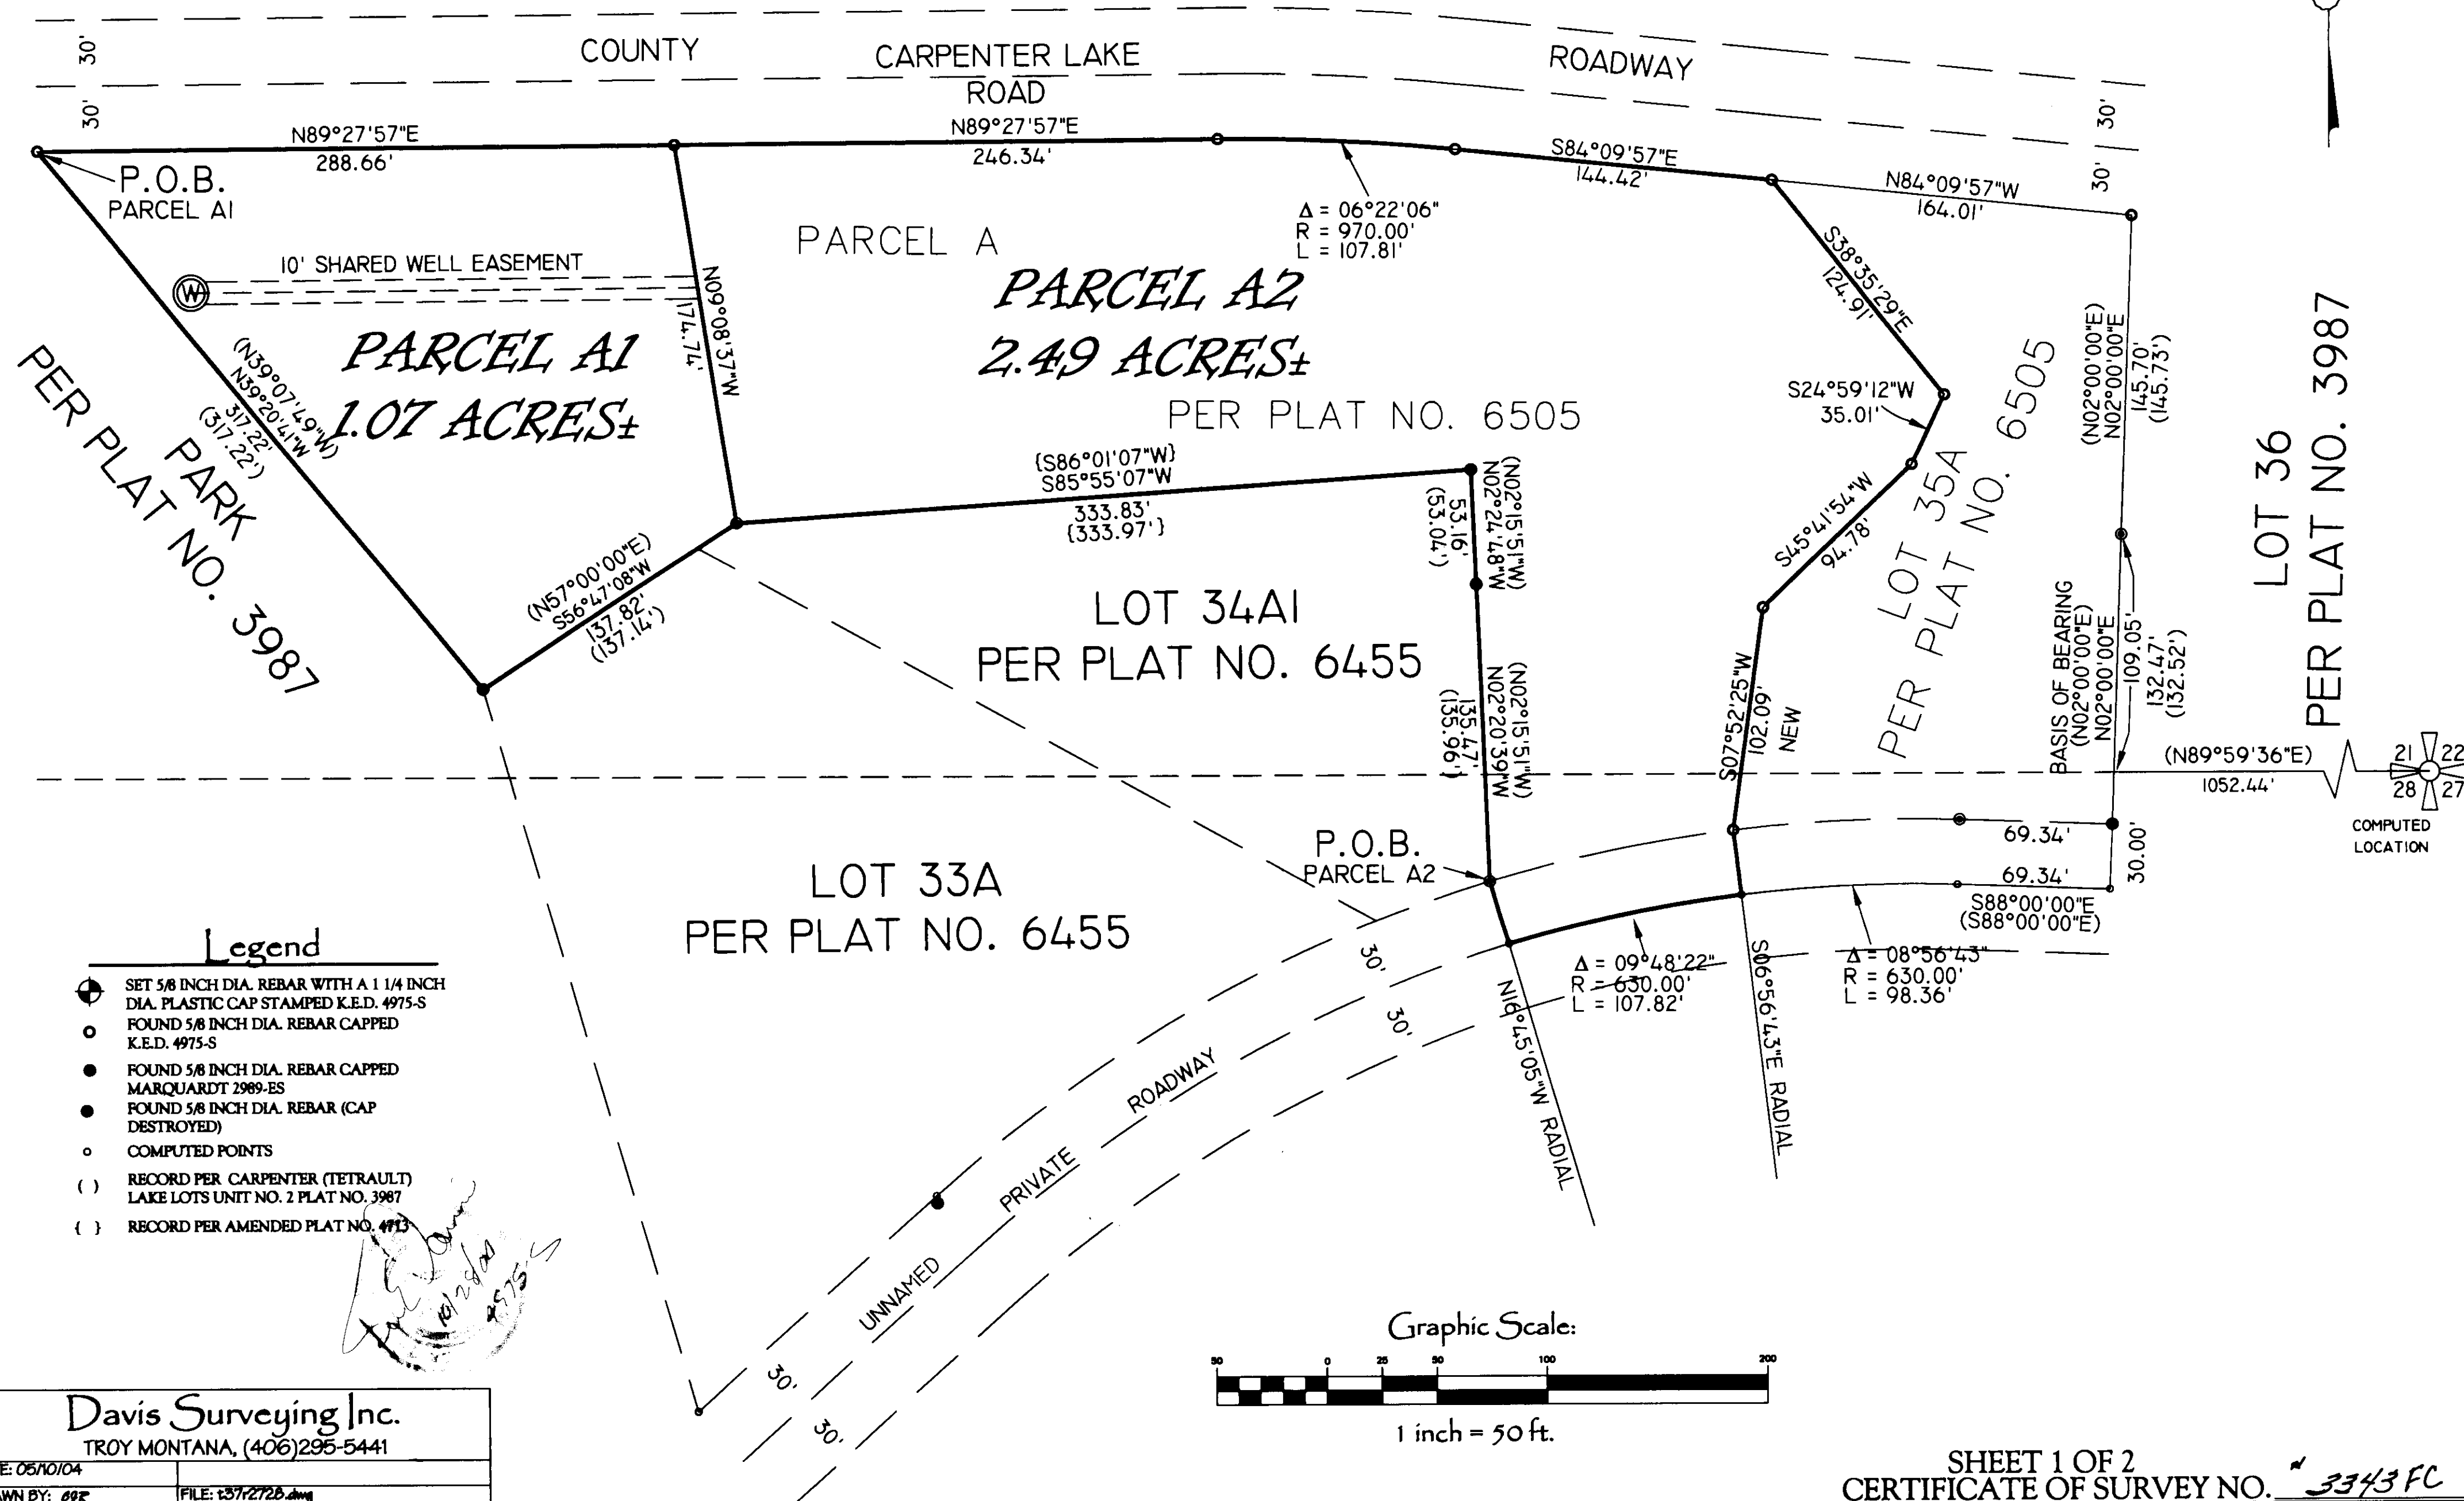 30'
COUNTY
CARPENTER LAKE
ROAD
ROADWAY
30'
30'
30'
N89°27'57"E
288.66'
N89°27'57"E
246.34'
S84°09'57"E
144.42'
N84°09'57"W
164.01'
P.O.B.
PARCEL A1
Δ = 06°22'06"
R = 970.00'
L = 107.81'
PARCEL A
10' SHARED WELL EASEMENT
W
N09°08'37"W
174.74'
PARCEL A1
1.07 ACRES±
PARCEL A2
2.49 ACRES±
PER PLAT NO. 6505
S38°35'29"E
124.91'
S24°59'12"W
35.01'
S45°41'54"W
94.78'
S07°52'25"W
102.09'
NEW
LOT 35A
PER PLAT NO. 6505
(N02°00'00"E)
N02°00'00"E
145.70'
(145.73')
LOT 36
PER PLAT NO. 3987
(N39°07'49"W)
N39°20'41"W
317.22'
(317.22')
PARK
PER PLAT NO. 3987
{S86°01'07"W}
S85°55'07"W
333.83'
{333.97'}
(N02°15'51"W)
N02°24'48"W
53.16'
(53.04')
(N57°00'00"E)
S56°47'08"W
137.82'
(137.14')
LOT 34A1
PER PLAT NO. 6455
(N02°15'51"W)
N02°20'39"W
135.47'
(135.96')
BASIS OF BEARING
(N02°00'00"E)
N02°00'00"E
109.05'
132.47'
(132.52')
(N89°59'36"E)
1052.44'
21 22
28 27
COMPUTED
LOCATION
P.O.B.
PARCEL A2
69.34'
69.34'
30.00'
S88°00'00"E
(S88°00'00"E)
LOT 33A
PER PLAT NO. 6455
30'
30'
Δ = 09°48'22"
R = 630.00'
L = 107.82'
Δ = 08°56'43"
R = 630.00'
L = 98.36'
N16°45'05"W RADIAL
S06°56'43"E RADIAL
UNNAMED
PRIVATE
ROADWAY
30'
30'
Legend
SET 5/8 INCH DIA. REBAR WITH A 1 1/4 INCH
DIA. PLASTIC CAP STAMPED K.E.D. 4975-S
FOUND 5/8 INCH DIA. REBAR CAPPED
K.E.D. 4975-S
FOUND 5/8 INCH DIA. REBAR CAPPED
MARQUARDT 2989-ES
FOUND 5/8 INCH DIA. REBAR (CAP
DESTROYED)
COMPUTED POINTS
( ) RECORD PER CARPENTER (TETRAULT)
LAKE LOTS UNIT NO. 2 PLAT NO. 3987
{ } RECORD PER AMENDED PLAT NO. 4713
4975-S
Graphic Scale:
50 0 25 50 100 200
1 inch = 50 ft.
Davis Surveying Inc.
TROY MONTANA, (406)295-5441
E: 05/10/04
AWN BY:
FILE: t37r2728.dwg
SHEET 1 OF 2
CERTIFICATE OF SURVEY NO. 3343 FC